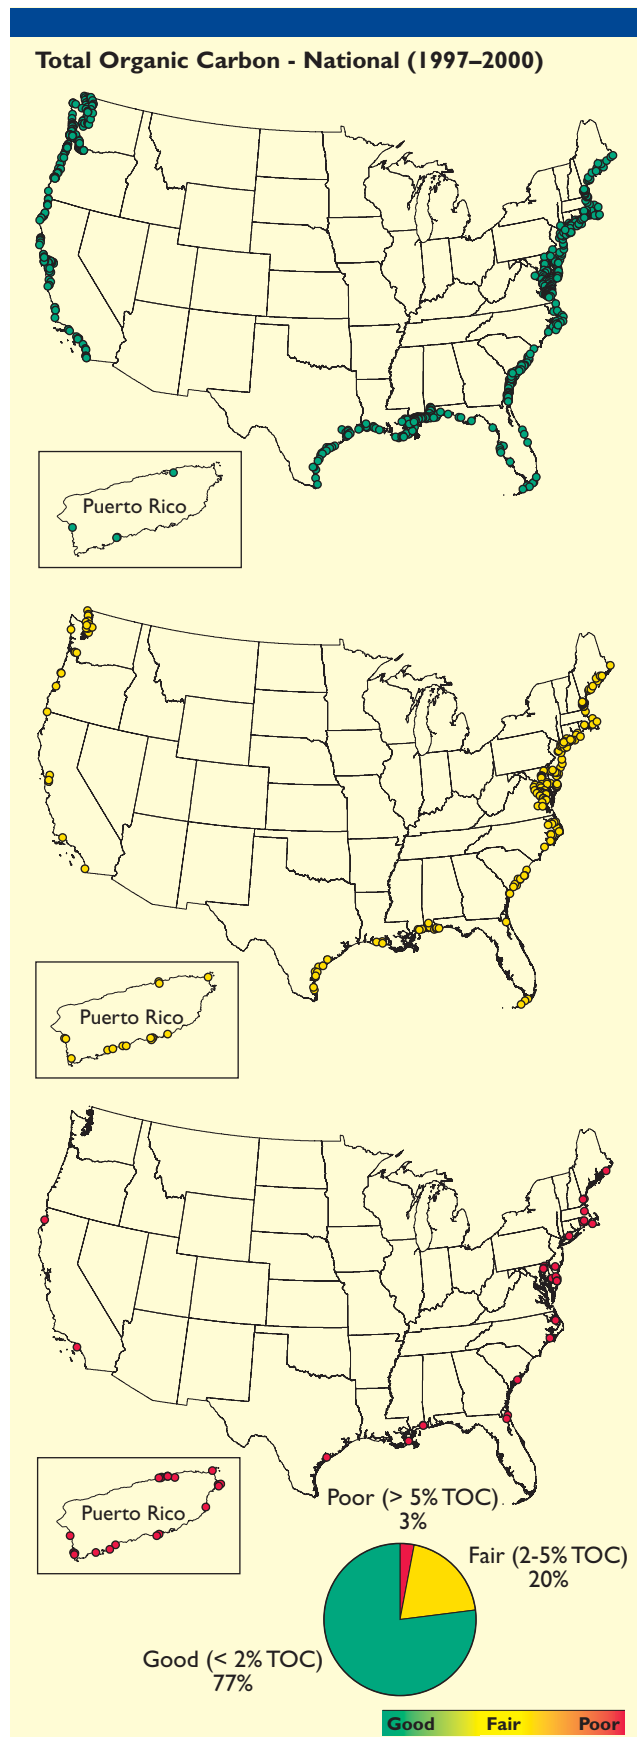 Total Organic Carbon - National (1997–2000)
Puerto Rico
Puerto Rico
Puerto Rico
Poor (> 5% TOC)
3%
Fair (2-5% TOC)
20%
Good (< 2% TOC)
77%
Good Fair Poor